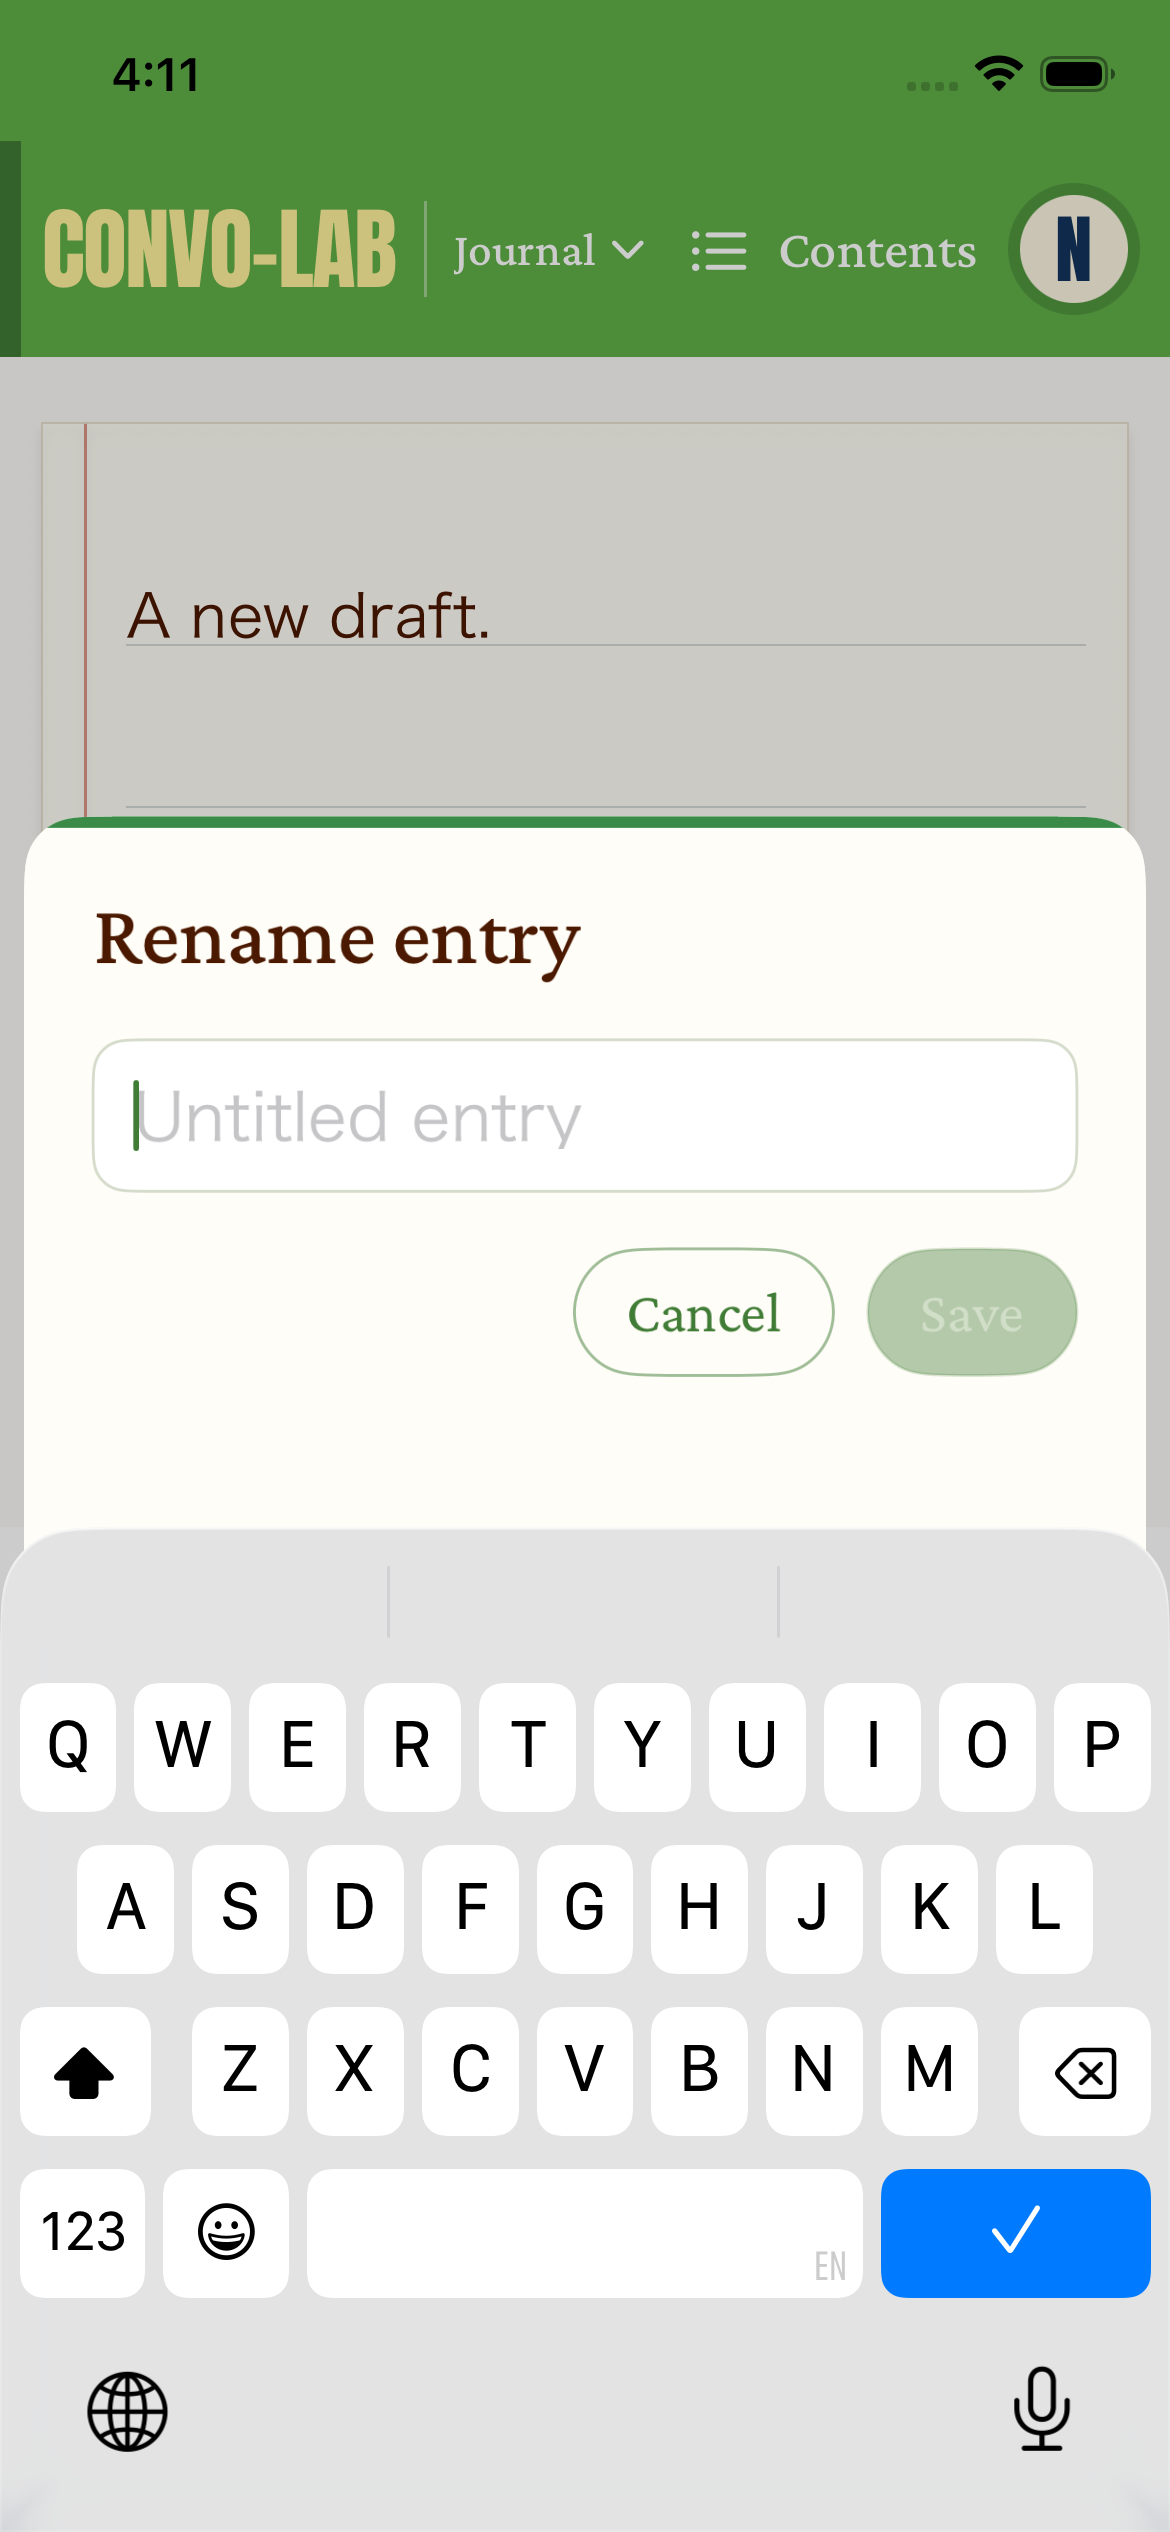 4:11
CONVO-LAB
Journal
Contents
N
A new draft.
Rename entry
Untitled entry
Cancel
Save
Q W E R T Y U I O P
A S D F G H J K L
Z X C V B N M
123
EN